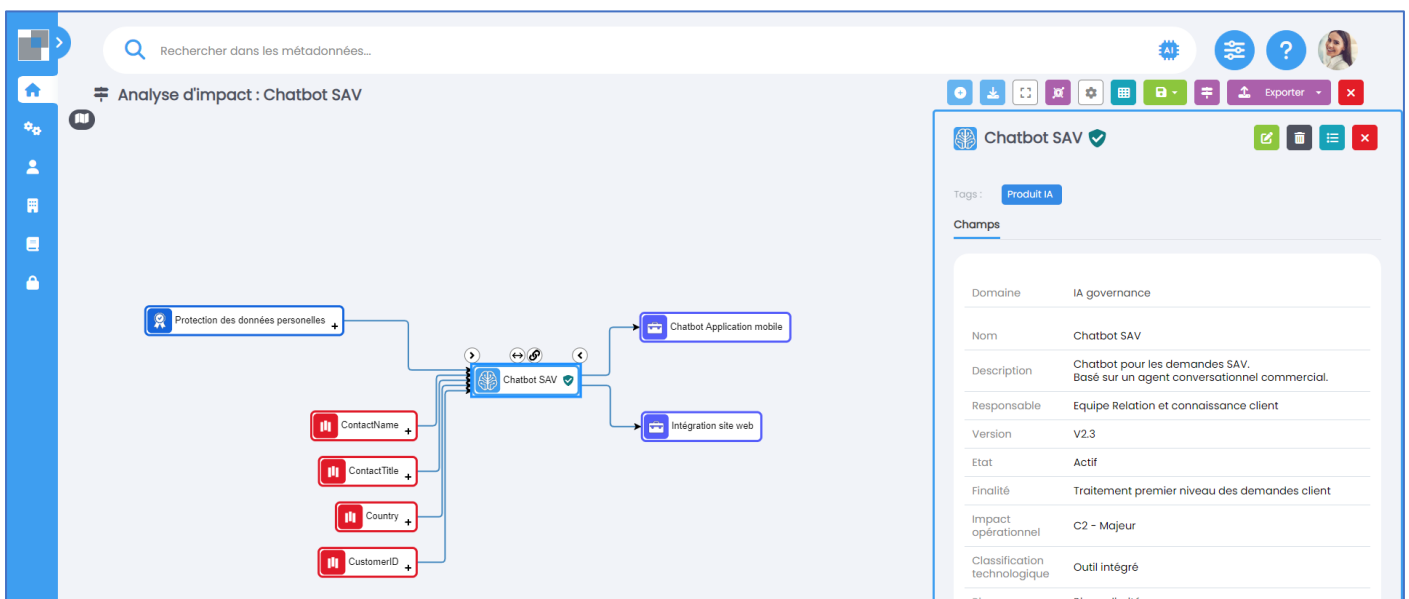 Rechercher dans les métadonnées...
AI
?
Analyse d'impact : Chatbot SAV
Exporter
Protection des données personelles
Chatbot SAV
ContactName
ContactTitle
Country
CustomerID
Chatbot Application mobile
Intégration site web
Chatbot SAV
Tags :
Produit IA
Champs
Domaine IA governance
Nom Chatbot SAV
Description Chatbot pour les demandes SAV.
Basé sur un agent conversationnel commercial.
Responsable Equipe Relation et connaissance client
Version V2.3
Etat Actif
Finalité Traitement premier niveau des demandes client
Impact
opérationnel C2 - Majeur
Classification
technologique Outil intégré